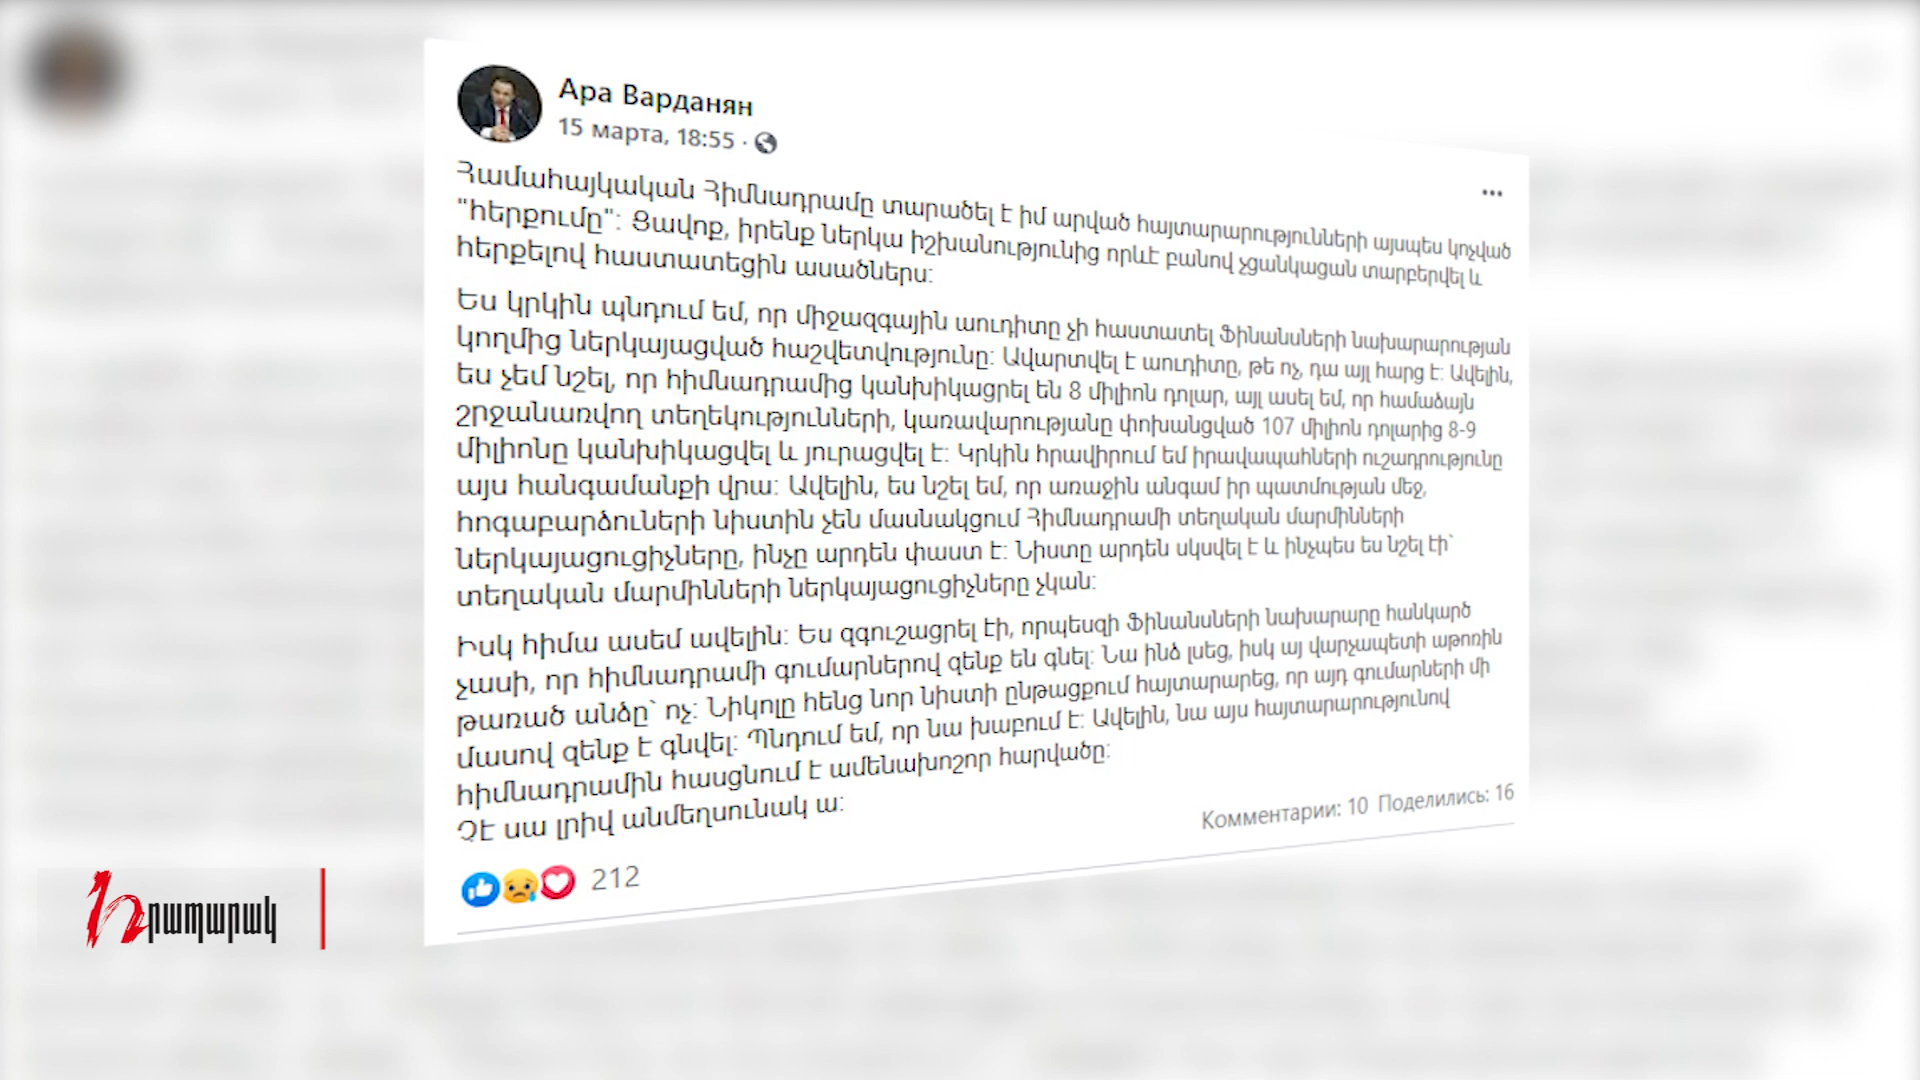 Ара Варданян
15 марта, 18:55 ·
Համահայկական Հիմնադրամը տարածել է իմ արված հայտարարությունների այսպես կոչված
"հերքումը": Ցավոք, իրենք ներկա իշխանությունից որևէ բանով չցանկացան տարբերվել և
հերքելով հաստատեցին ասածներս:
Ես կրկին պնդում եմ, որ միջազգային աուդիտը չի հաստատել Ֆինանսների նախարարության
կողմից ներկայացված հաշվետվությունը: Ավարտվել է աուդիտը, թե ոչ, դա այլ հարց է: Ավելին,
ես չեմ նշել, որ հիմնադրամից կանխիկացրել են 8 միլիոն դոլար, այլ ասել եմ, որ համաձայն
շրջանառվող տեղեկությունների, կառավարությանը փոխանցված 107 միլիոն դոլարից 8-9
միլիոնը կանխիկացվել և յուրացվել է: Կրկին հրավիրում եմ իրավապահների ուշադրությունը
այս հանգամանքի վրա: Ավելին, ես նշել եմ, որ առաջին անգամ իր պատմության մեջ,
հոգաբարձուների նիստին չեն մասնակցում Հիմնադրամի տեղական մարմինների
ներկայացուցիչները, ինչը արդեն փաստ է: Նիստը արդեն սկսվել է և ինչպես ես նշել էի՝
տեղական մարմինների ներկայացուցիչները չկան:
Իսկ հիմա ասեմ ավելին: Ես զգուշացրել էի, որպեսզի Ֆինանսների նախարարը հանկարծ
չասի, որ հիմնադրամի գումարներով զենք են գնել: Նա ինձ լսեց, իսկ այ վարչապետի աթոռին
թառած անձը՝ ոչ: Նիկոլը հենց նոր նիստի ընթացքում հայտարարեց, որ այդ գումարների մի
մասով զենք է գնվել: Պնդում եմ, որ նա խաբում է: Ավելին, նա այս հայտարարությունով
հիմնադրամին հասցնում է ամենախոշոր հարվածը:
Չէ սա լրիվ անմեղսունակ ա:
Комментарии: 10 Поделились: 16
212
Հրապարակ